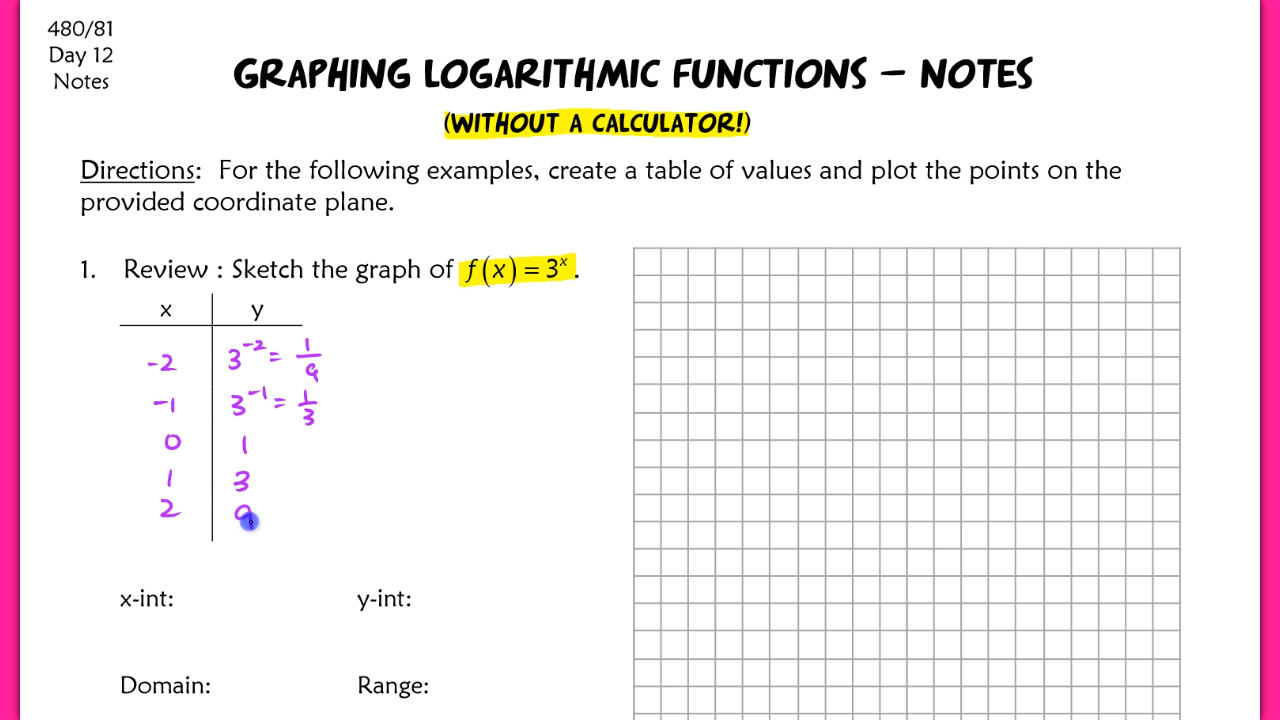 480/81
Day 12
Notes
GRAPHING LOGARITHMIC FUNCTIONS – NOTES
(WITHOUT A CALCULATOR!)
Directions: For the following examples, create a table of values and plot the points on the
provided coordinate plane.
1. Review : Sketch the graph of f(x) = 3^x.
x y
-2 3^-2 = 1/9
-1 3^-1 = 1/3
0 1
1 3
2 9
x-int: y-int:
Domain: Range: